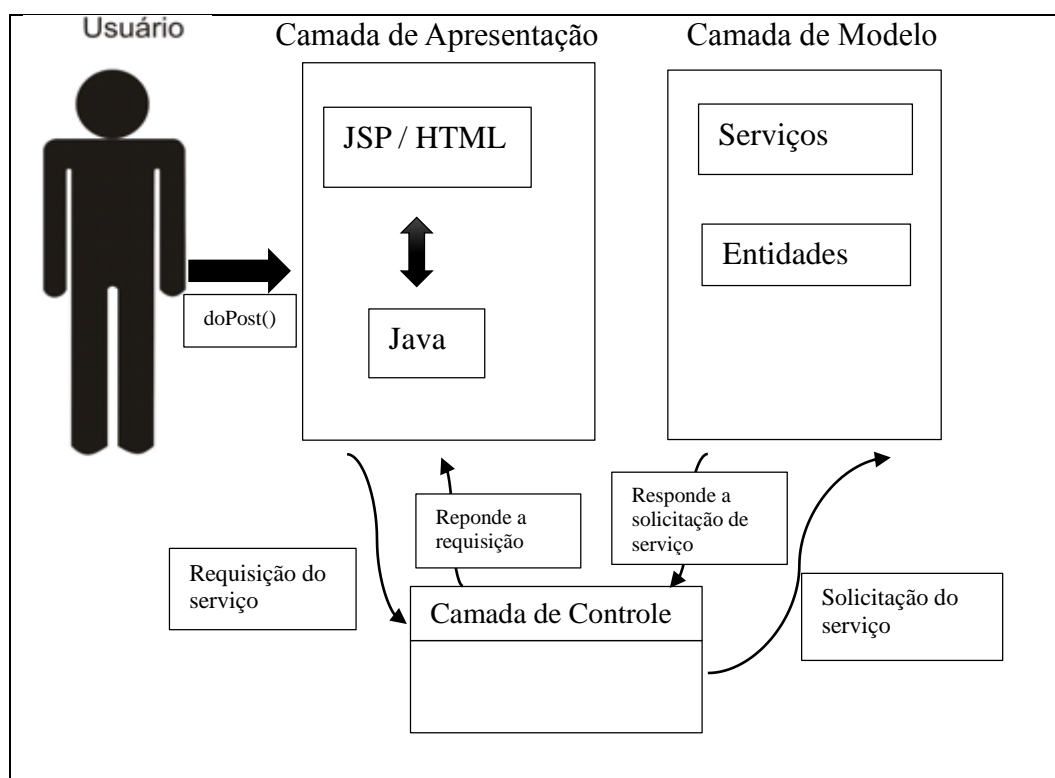 Usuário
Camada de Apresentação
Camada de Modelo
JSP / HTML
Serviços
Entidades
doPost()
Java
Reponde a
requisição
Responde a
solicitação de
serviço
Requisição do
serviço
Camada de Controle
Solicitação do
serviço